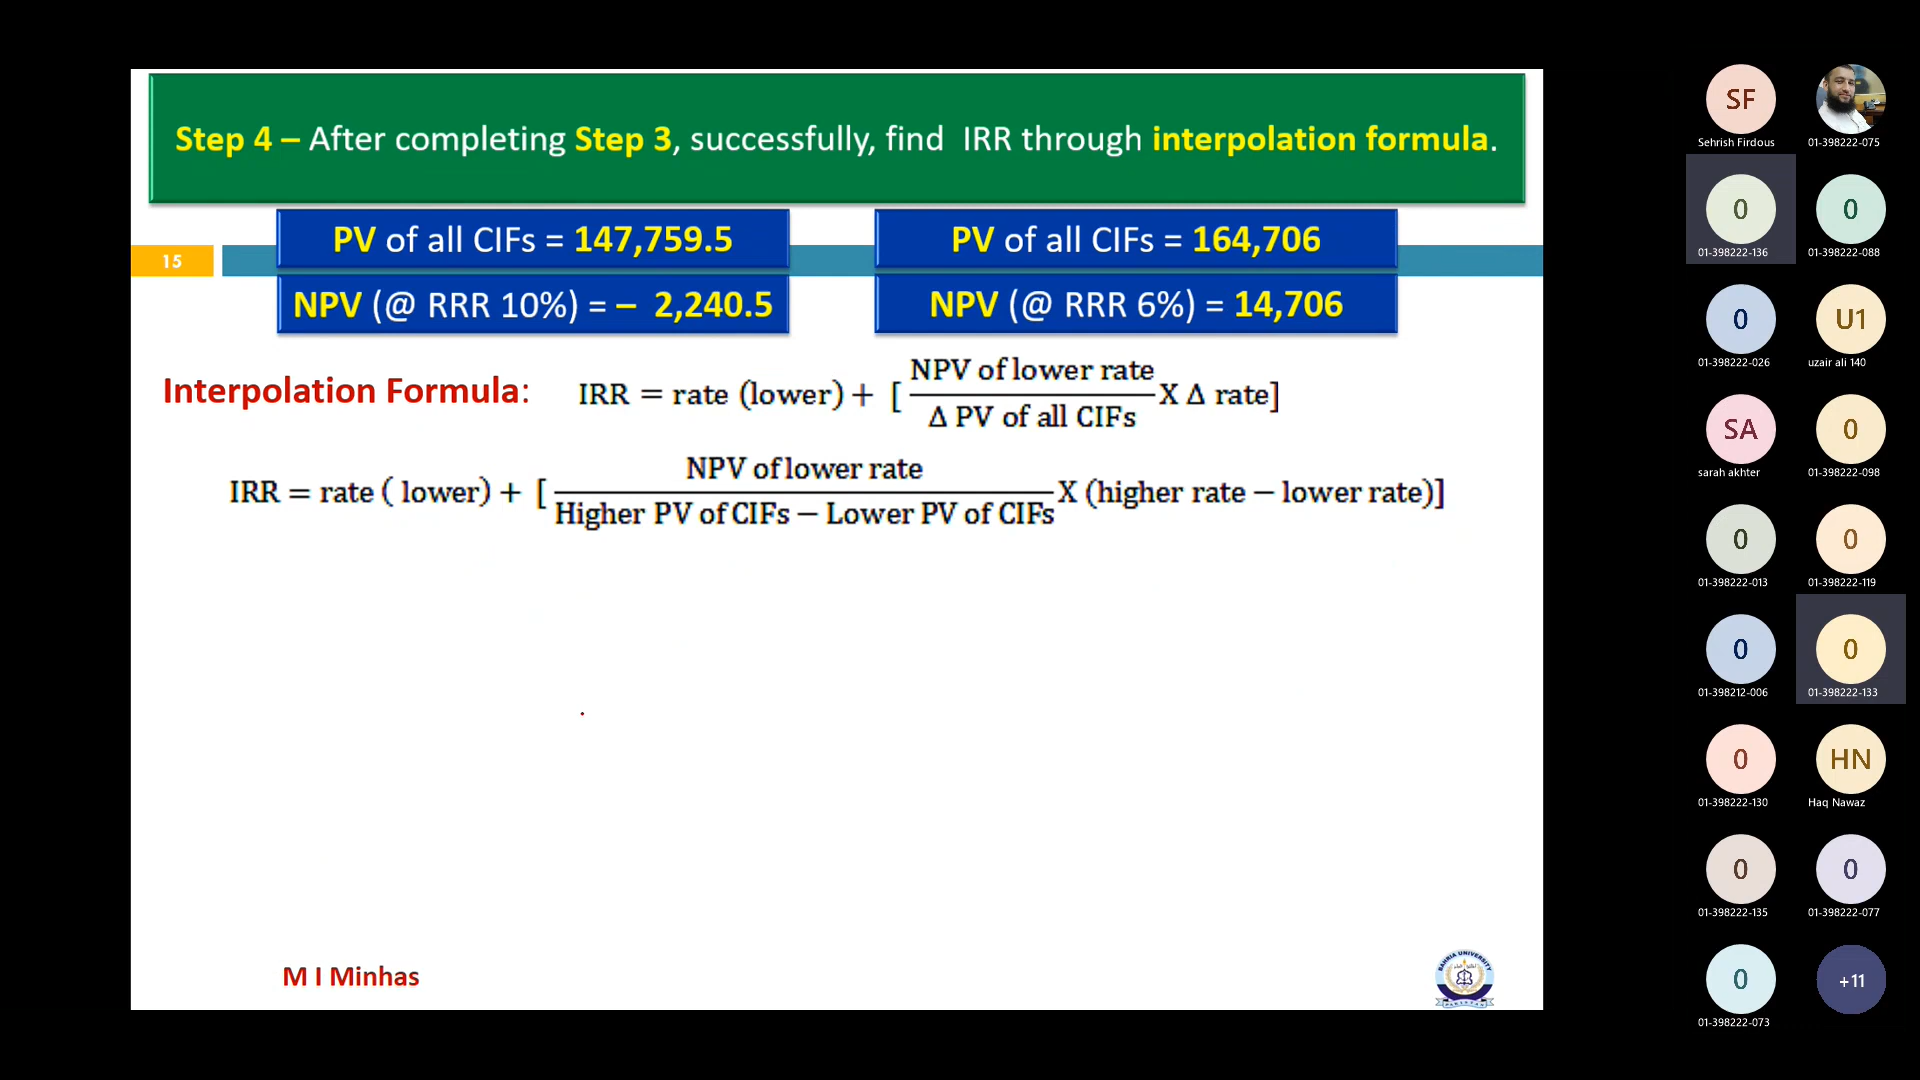 Step 4 – After completing Step 3, successfully, find IRR through interpolation formula.
PV of all CIFs = 147,759.5
PV of all CIFs = 164,706
15
NPV (@ RRR 10%) = – 2,240.5
NPV (@ RRR 6%) = 14,706
Interpolation Formula: IRR = rate (lower) + [ NPV of lower rate / Δ PV of all CIFs X Δ rate]
IRR = rate ( lower) + [ NPV of lower rate / Higher PV of CIFs – Lower PV of CIFs X (higher rate – lower rate)]
M I Minhas
BAHRIA UNIVERSITY
SF
Sehrish Firdous
01-398222-075
0
01-398222-136
0
01-398222-088
0
01-398222-026
U1
uzair ali 140
SA
sarah akhter
0
01-398222-098
0
01-398222-013
0
01-398222-119
0
01-398212-006
0
01-398222-133
0
01-398222-130
HN
Haq Nawaz
0
01-398222-135
0
01-398222-077
0
01-398222-073
+11